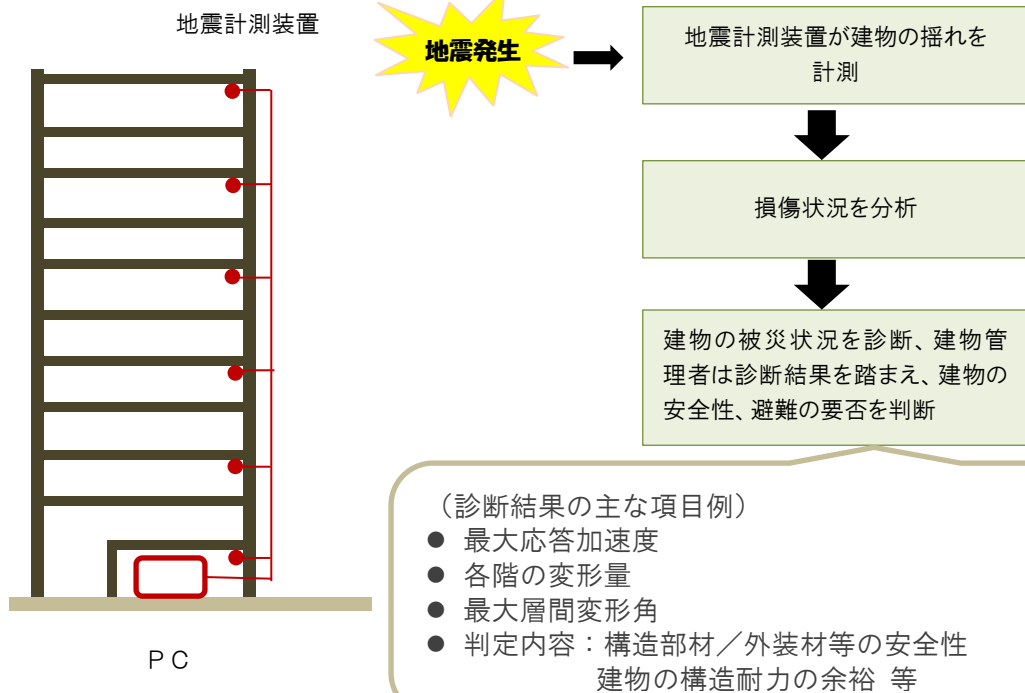 地震計測装置
地震発生
地震計測装置が建物の揺れを
計測
損傷状況を分析
建物の被災状況を診断、建物管
理者は診断結果を踏まえ、建物の
安全性、避難の要否を判断
（診断結果の主な項目例）
● 最大応答加速度
● 各階の変形量
● 最大層間変形角
● 判定内容：構造部材／外装材等の安全性
建物の構造耐力の余裕 等
ＰＣ